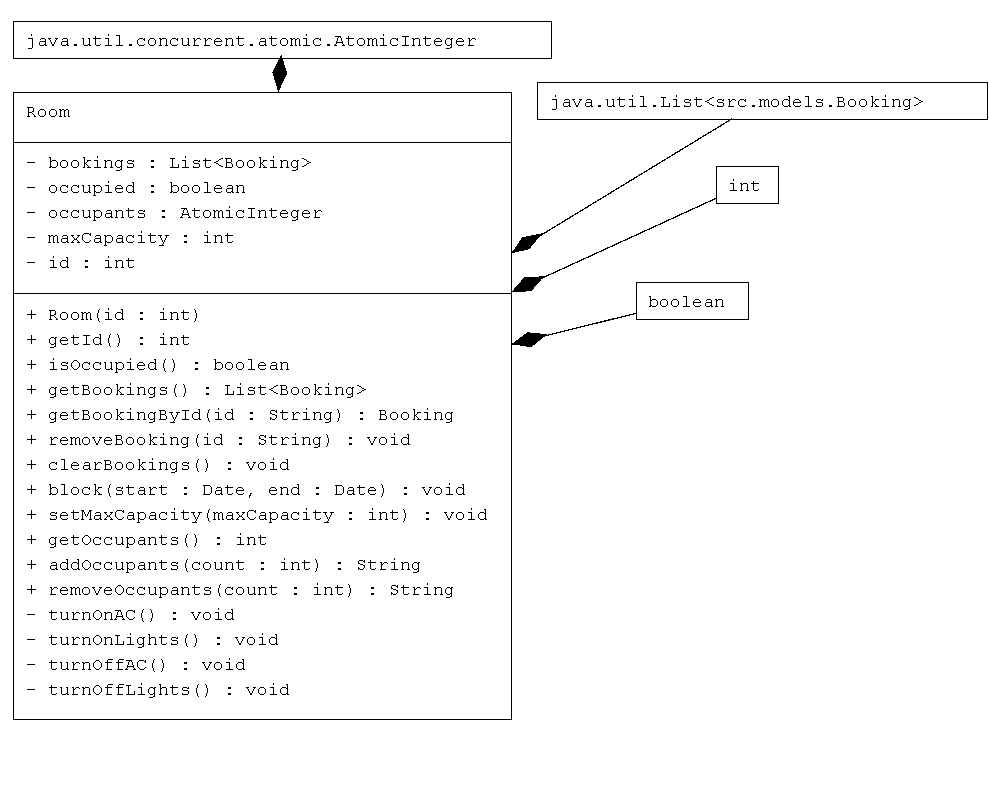 java.util.concurrent.atomic.AtomicInteger
java.util.List<src.models.Booking>
Room
- bookings : List<Booking>
- occupied : boolean
- occupants : AtomicInteger
- maxCapacity : int
- id : int
int
boolean
+ Room(id : int)
+ getId() : int
+ isOccupied() : boolean
+ getBookings() : List<Booking>
+ getBookingById(id : String) : Booking
+ removeBooking(id : String) : void
+ clearBookings() : void
+ block(start : Date, end : Date) : void
+ setMaxCapacity(maxCapacity : int) : void
+ getOccupants() : int
+ addOccupants(count : int) : String
+ removeOccupants(count : int) : String
- turnOnAC() : void
- turnOnLights() : void
- turnOffAC() : void
- turnOffLights() : void